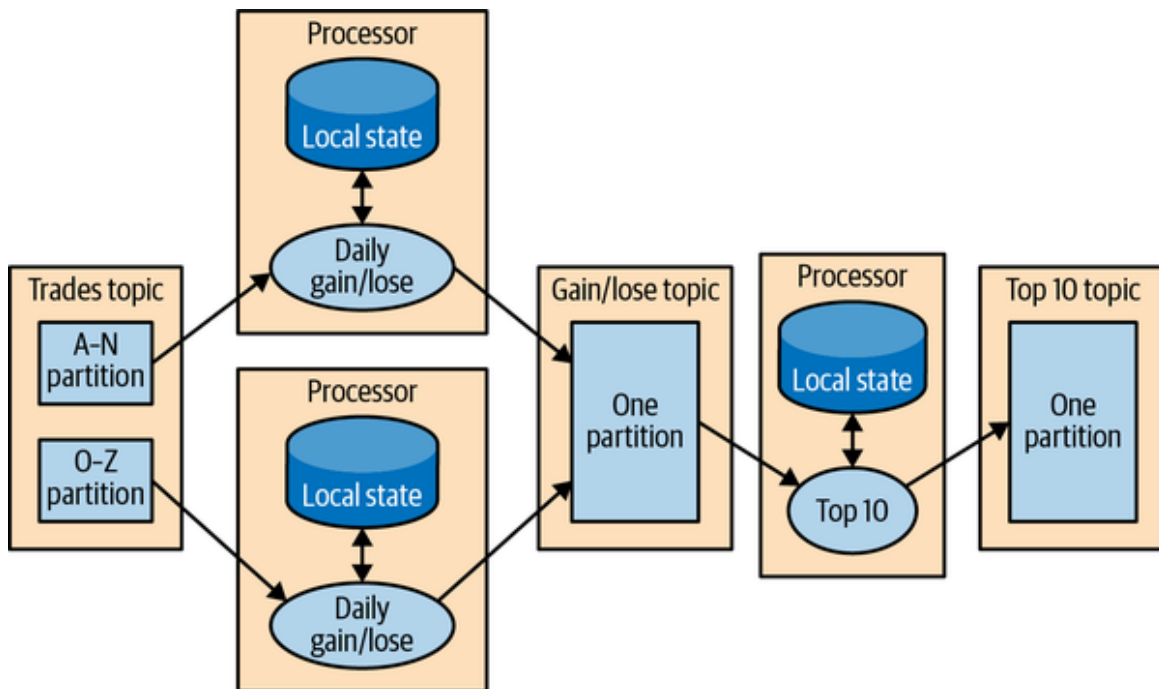 Trades topic
A–N
partition
O–Z
partition
Processor
Local state
Daily
gain/lose
Processor
Local state
Daily
gain/lose
Gain/lose topic
One
partition
Processor
Local state
Top 10
Top 10 topic
One
partition